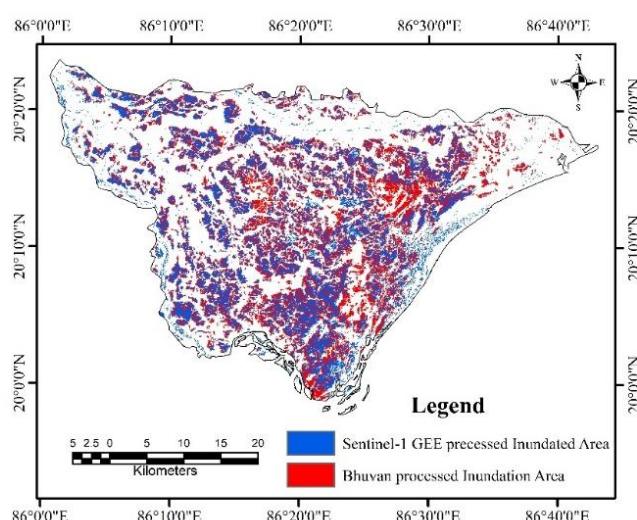 86°0'0"E 86°10'0"E 86°20'0"E 86°30'0"E 86°40'0"E
N
W E
S
20°20'0"N 20°20'0"N
20°10'0"N 20°10'0"N
20°0'0"N 20°0'0"N
Legend
Sentinel-1 GEE precessed Inundated Area
Bhuvan processed Inundation Area
5 2.5 0 5 10 15 20
Kilometers
86°0'0"E 86°10'0"E 86°20'0"E 86°30'0"E 86°40'0"E